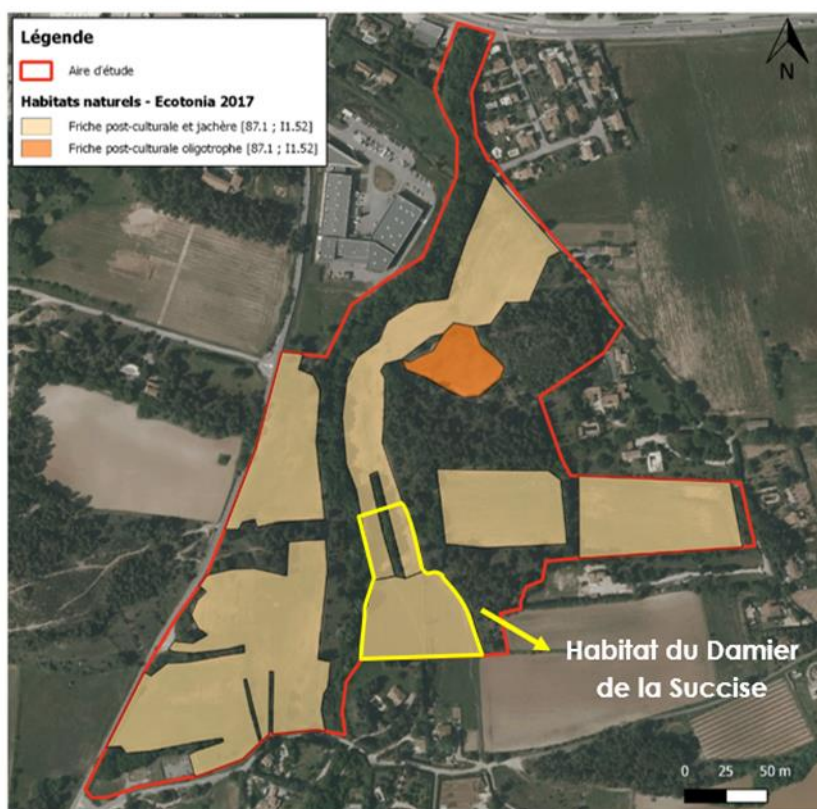 Légende
Aire d'étude
Habitats naturels - Ecotonia 2017
Friche post-culturale et jachère [87.1 ; I1.52]
Friche post-culturale oligotrophe [87.1 ; I1.52]
N
Habitat du Damier
de la Succise
0 25 50 m